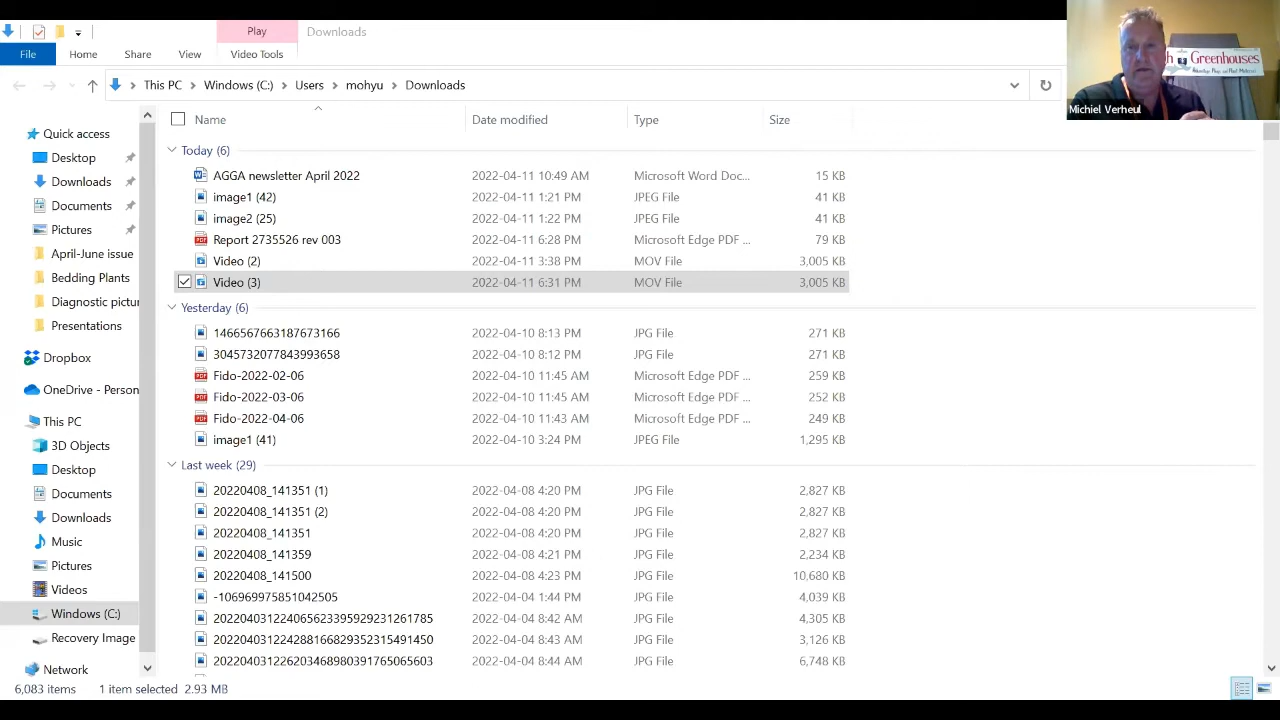 Play
Downloads
File
Home
Share
View
Video Tools
This PC
Windows (C:)
Users
mohyu
Downloads
h Greenhouses
Michiel Verheul
Quick access
Desktop
Downloads
Documents
Pictures
April-June issue
Bedding Plants
Diagnostic pictur
Presentations
Dropbox
OneDrive - Person
This PC
3D Objects
Desktop
Documents
Downloads
Music
Pictures
Videos
Windows (C:)
Recovery Image
Network
Name Date modified Type Size
Today (6)
AGGA newsletter April 2022 2022-04-11 10:49 AM Microsoft Word Doc... 15 KB
image1 (42) 2022-04-11 1:21 PM JPEG File 41 KB
image2 (25) 2022-04-11 1:22 PM JPEG File 41 KB
Report 2735526 rev 003 2022-04-11 6:28 PM Microsoft Edge PDF ... 79 KB
Video (2) 2022-04-11 3:38 PM MOV File 3,005 KB
Video (3) 2022-04-11 6:31 PM MOV File 3,005 KB
Yesterday (6)
1466567663187673166 2022-04-10 8:13 PM JPG File 271 KB
3045732077843993658 2022-04-10 8:12 PM JPG File 271 KB
Fido-2022-02-06 2022-04-10 11:45 AM Microsoft Edge PDF ... 259 KB
Fido-2022-03-06 2022-04-10 11:45 AM Microsoft Edge PDF ... 252 KB
Fido-2022-04-06 2022-04-10 11:43 AM Microsoft Edge PDF ... 249 KB
image1 (41) 2022-04-10 3:24 PM JPEG File 1,295 KB
Last week (29)
20220408_141351 (1) 2022-04-08 4:20 PM JPG File 2,827 KB
20220408_141351 (2) 2022-04-08 4:20 PM JPG File 2,827 KB
20220408_141351 2022-04-08 4:20 PM JPG File 2,827 KB
20220408_141359 2022-04-08 4:21 PM JPG File 2,234 KB
20220408_141500 2022-04-08 4:23 PM JPG File 10,680 KB
-106969975851042505 2022-04-04 1:44 PM JPG File 4,039 KB
2022040312240656233959292312617​85 2022-04-04 8:42 AM JPG File 4,305 KB
2022040312242881668293523154914​50 2022-04-04 8:43 AM JPG File 3,126 KB
2022040312262034689803917650656​03 2022-04-04 8:44 AM JPG File 6,748 KB
6,083 items 1 item selected 2.93 MB